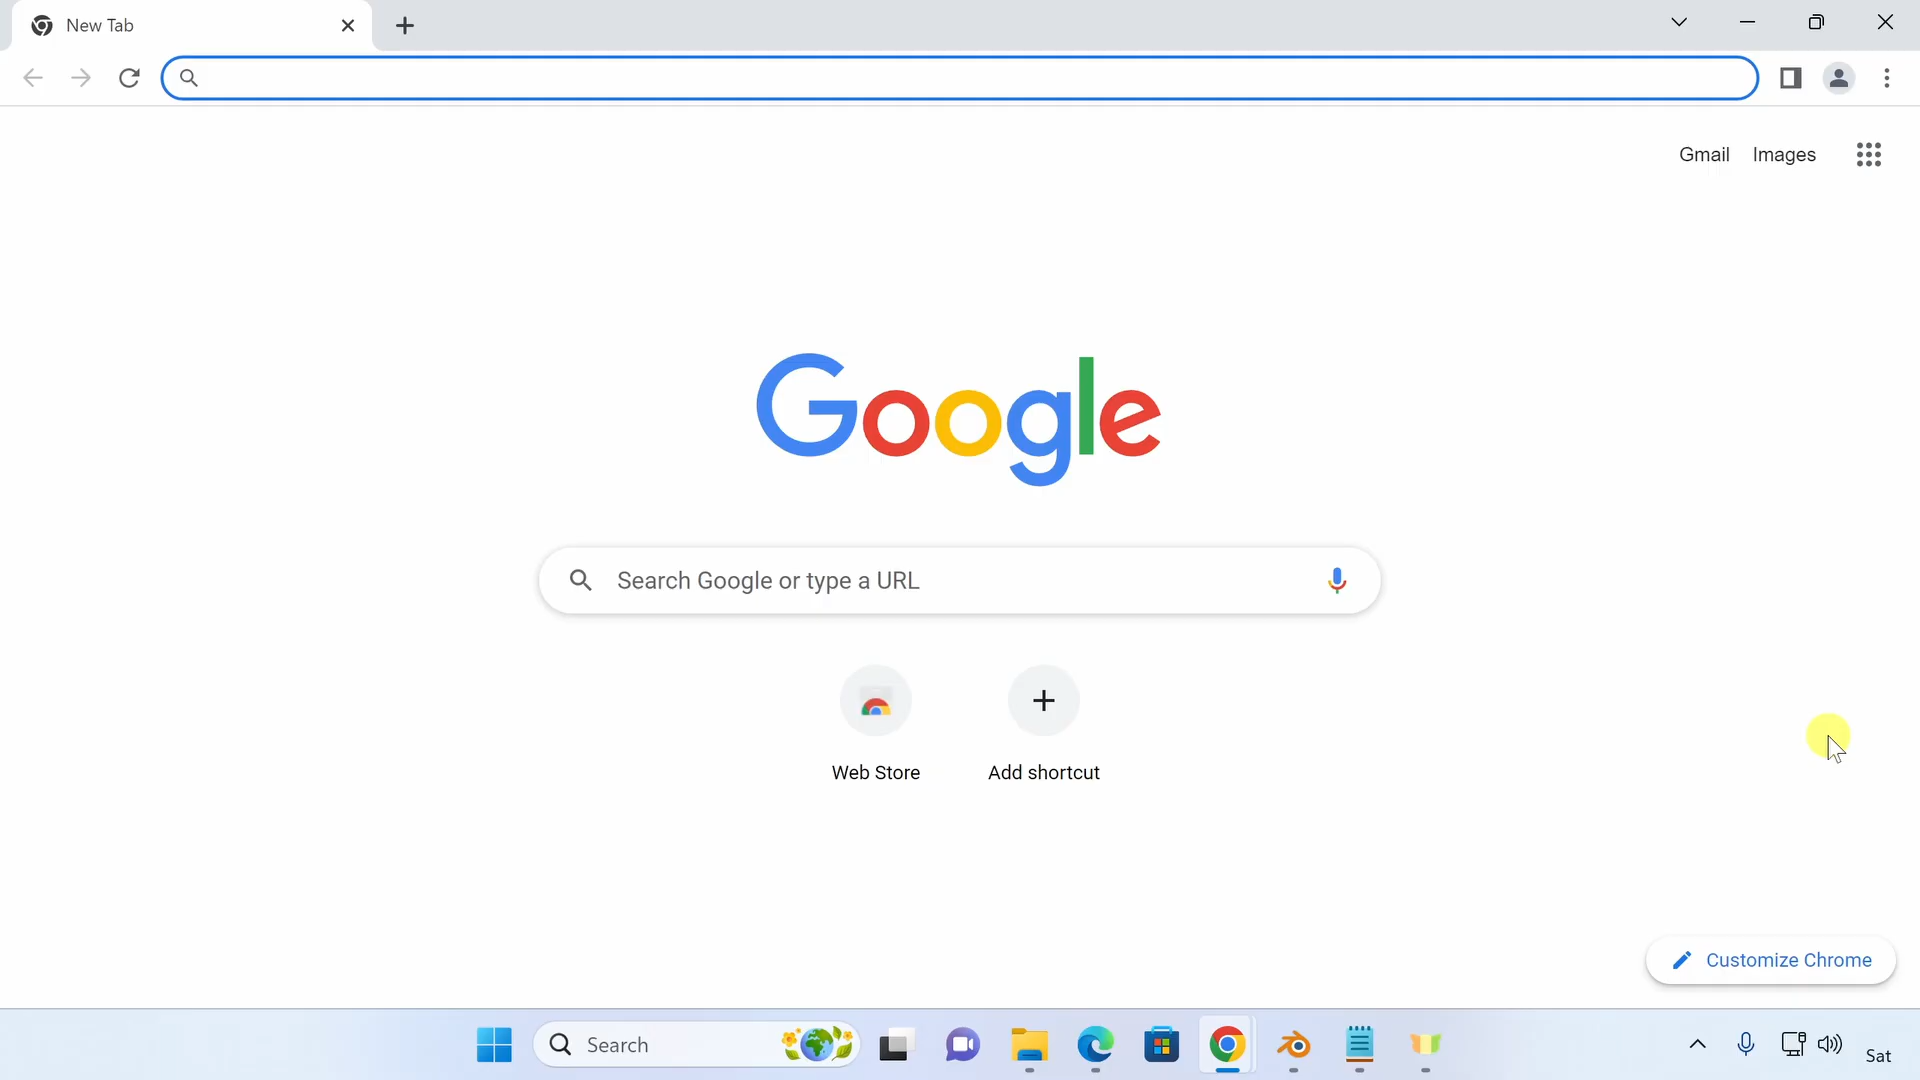 New Tab
Gmail Images
Google
Search Google or type a URL
Web Store Add shortcut
Customize Chrome
Search
Sat